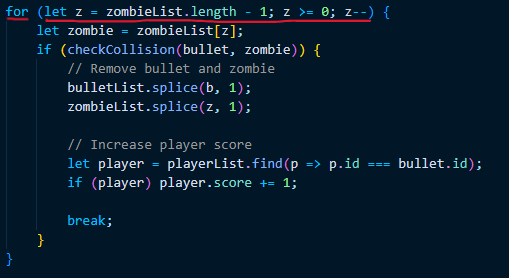 for (let z = zombieList.length - 1; z >= 0; z--) {
    let zombie = zombieList[z];
    if (checkCollision(bullet, zombie)) {
        // Remove bullet and zombie
        bulletList.splice(b, 1);
        zombieList.splice(z, 1);

        // Increase player score
        let player = playerList.find(p => p.id === bullet.id);
        if (player) player.score += 1;

        break;
    }
}